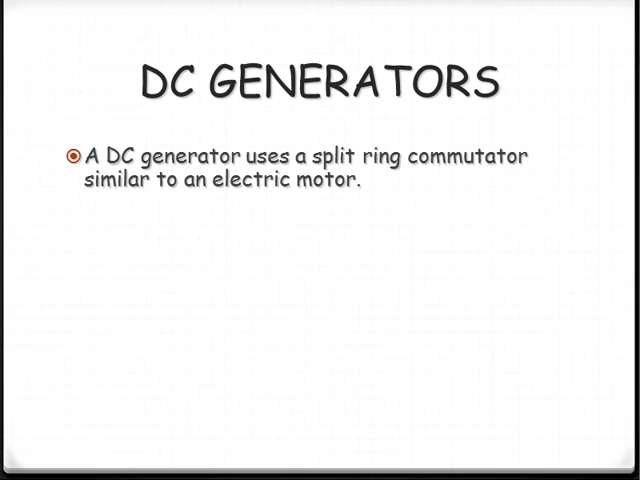 DC GENERATORS
A DC generator uses a split ring commutator
similar to an electric motor.